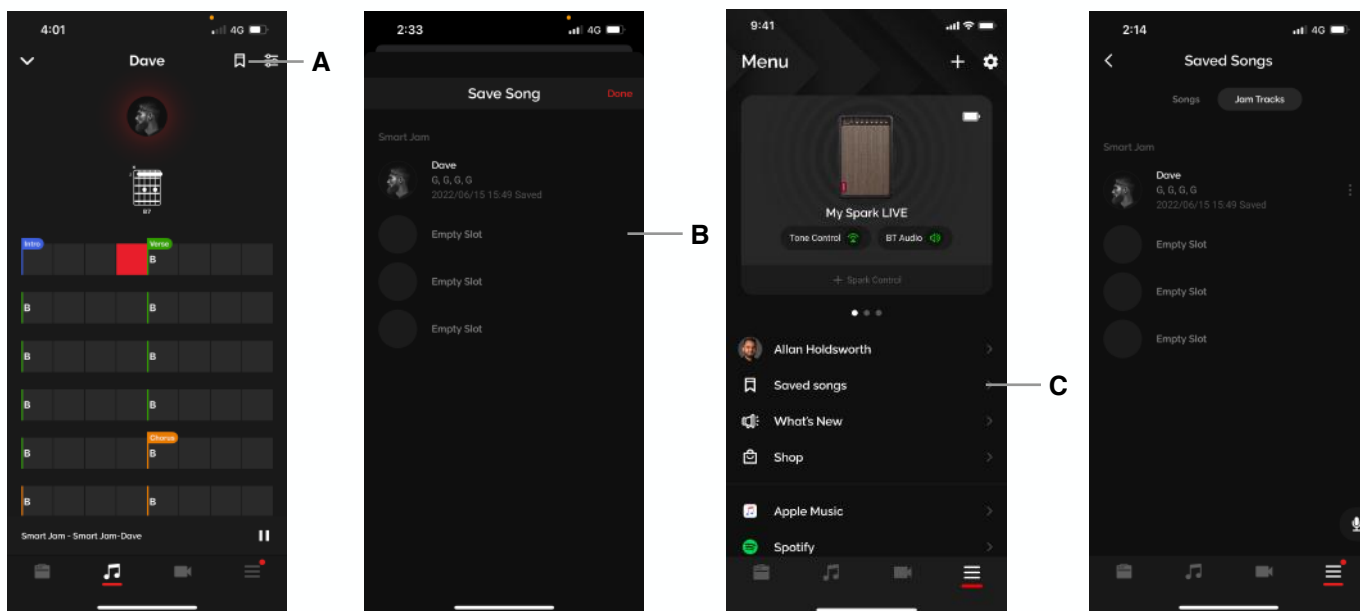 4:01
4G
Dave
A
B7
Intro
Verse
B
B
B
B
B
B
B
B
Chorus
B
B
B
Smart Jam - Smart Jam-Dave
2:33
4G
Save Song
Done
Smart Jam
Dave
G, G, G, G
2022/06/15 15:49 Saved
Empty Slot
B
Empty Slot
Empty Slot
9:41
Menu
My Spark LIVE
Tone Control
BT Audio
+ Spark Control
Allan Holdsworth
Saved songs
C
What's New
Shop
Apple Music
Spotify
2:14
4G
Saved Songs
Songs
Jam Tracks
Smart Jam
Dave
G, G, G, G
2022/06/15 15:49 Saved
Empty Slot
Empty Slot
Empty Slot